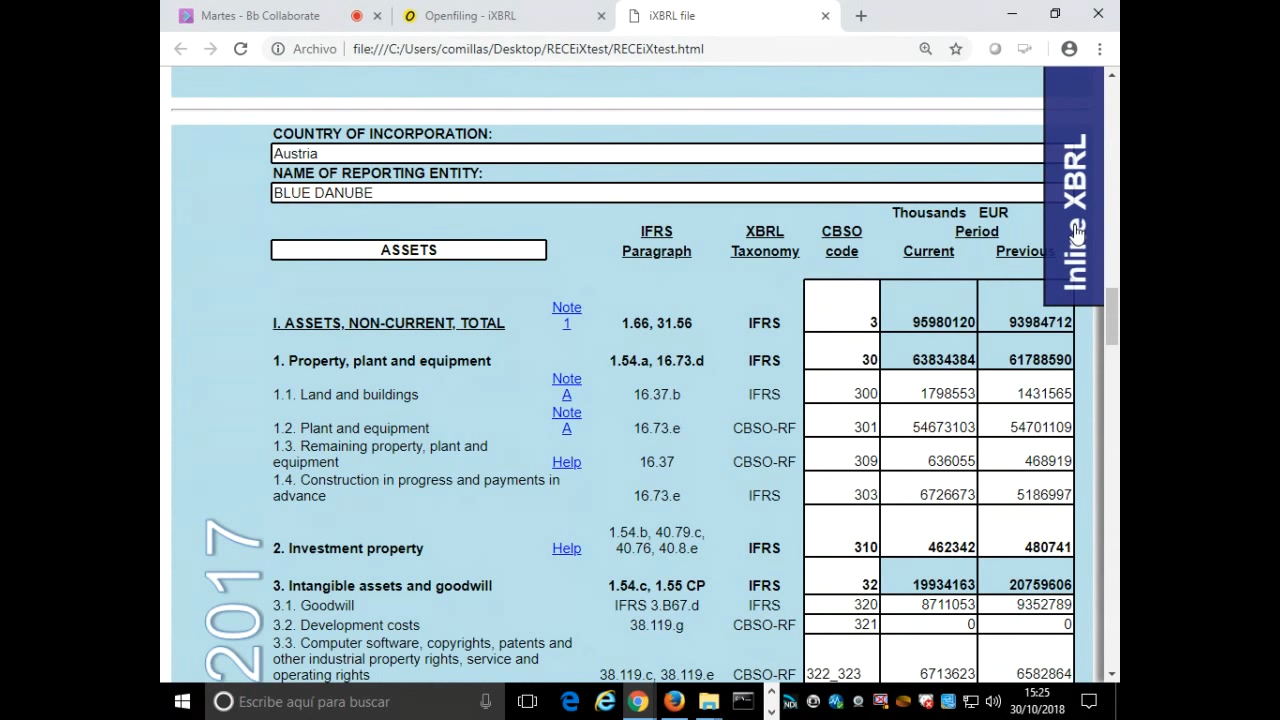 Martes - Bb Collaborate
Openfiling - iXBRL
iXBRL file
Archivo
file:///C:/Users/comillas/Desktop/RECEiXtest/RECEiXtest.html
Inline XBRL
COUNTRY OF INCORPORATION:
Austria
NAME OF REPORTING ENTITY:
BLUE DANUBE
Thousands EUR
IFRS XBRL CBSO Period
ASSETS Paragraph Taxonomy code Current Previous
Note
I. ASSETS, NON-CURRENT, TOTAL 1 1.66, 31.56 IFRS 3 95980120 93984712
1. Property, plant and equipment 1.54.a, 16.73.d IFRS 30 63834384 61788590
Note
1.1. Land and buildings A 16.37.b IFRS 300 1798553 1431565
Note
1.2. Plant and equipment A 16.73.e CBSO-RF 301 54673103 54701109
1.3. Remaining property, plant and
equipment Help 16.37 CBSO-RF 309 636055 468919
1.4. Construction in progress and payments in
advance 16.73.e IFRS 303 6726673 5186997
1.54.b, 40.79.c,
2. Investment property Help 40.76, 40.8.e IFRS 310 462342 480741
3. Intangible assets and goodwill 1.54.c, 1.55 CP IFRS 32 19934163 20759606
3.1. Goodwill IFRS 3.B67.d IFRS 320 8711053 9352789
3.2. Development costs 38.119.g CBSO-RF 321 0 0
3.3. Computer software, copyrights, patents and
other industrial property rights, service and
operating rights 38.119.c, 38.119.e CBSO-RF 322_323 6713623 6582864
2017
Escribe aquí para buscar
15:25
30/10/2018